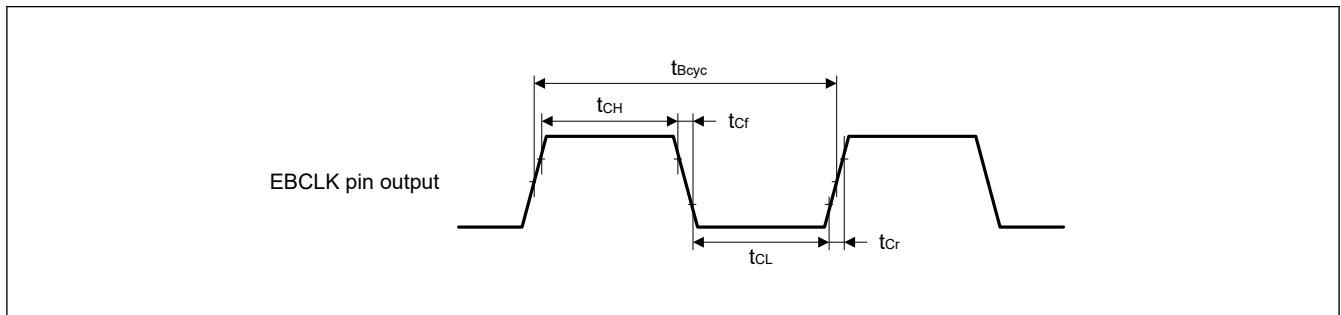 tBcyc
tCH
tCf
EBCLK pin output
tCL
tCr